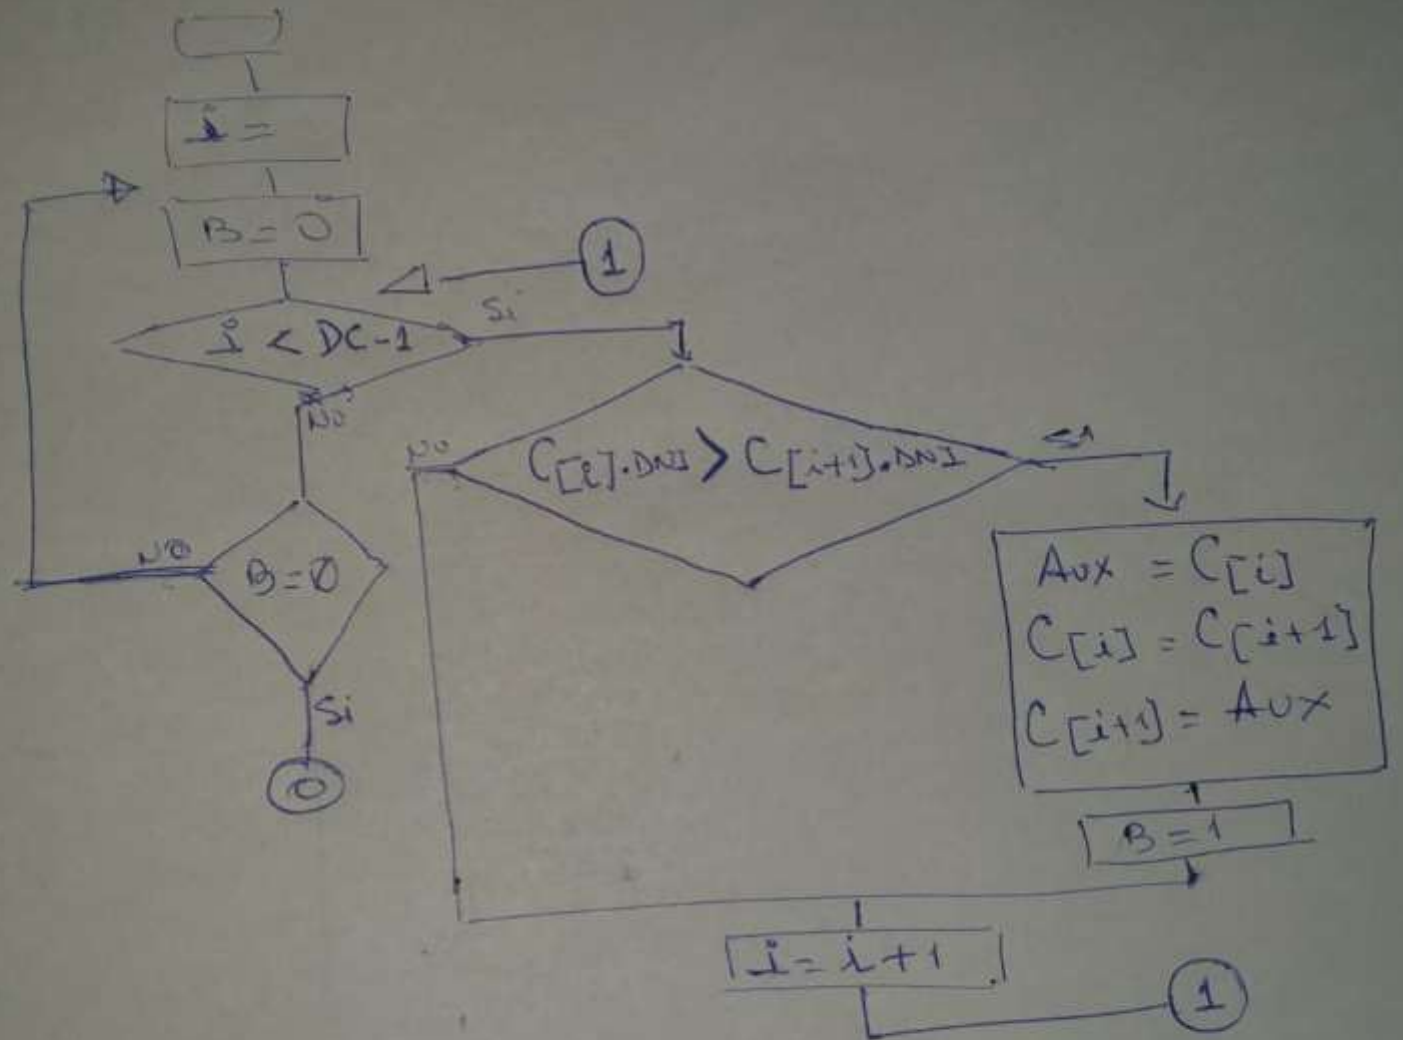 i =
B = 0
1
i < DC-1
Si
No
No
C[i].DNI > C[i+1].DNI
Si
No
B=Ø
Si
0
Aux = C[i]
C[i] = C[i+1]
C[i+1] = Aux
B = 1
i = i + 1
1